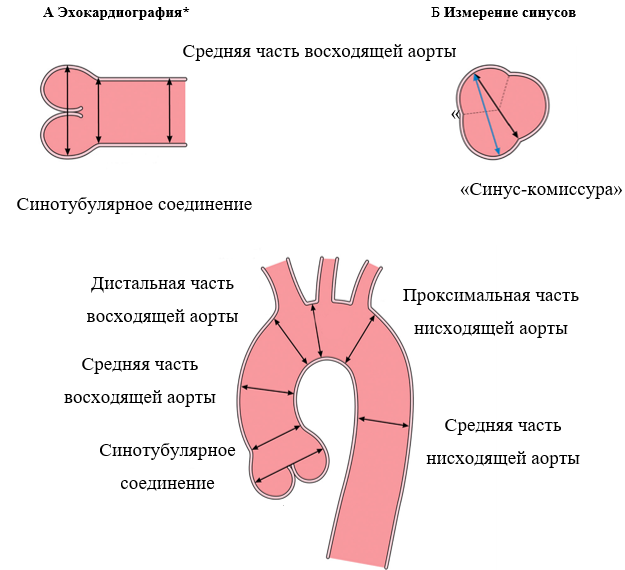 А Эхокардиография*
Б Измерение синусов
Средняя часть восходящей аорты
«
«Синус-комиссура»
Синотубулярное соединение
Дистальная часть
восходящей аорты
Проксимальная часть
нисходящей аорты
Средняя часть
восходящей аорты
Средняя часть
нисходящей аорты
Синотубулярное
соединение